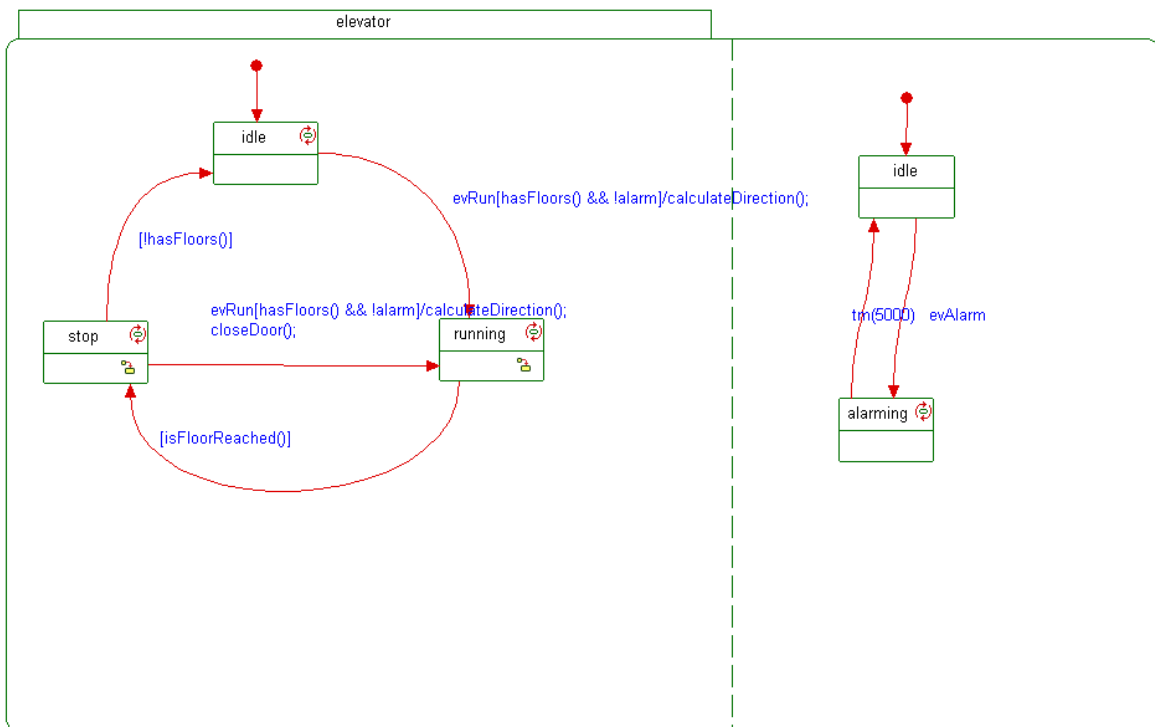 elevator
idle
evRun[hasFloors() && !alarm]/calculateDirection();
[!hasFloors()]
evRun[hasFloors() && !alarm]/calculateDirection();
closeDoor();
stop
running
[isFloorReached()]
idle
tm(5000)
evAlarm
alarming